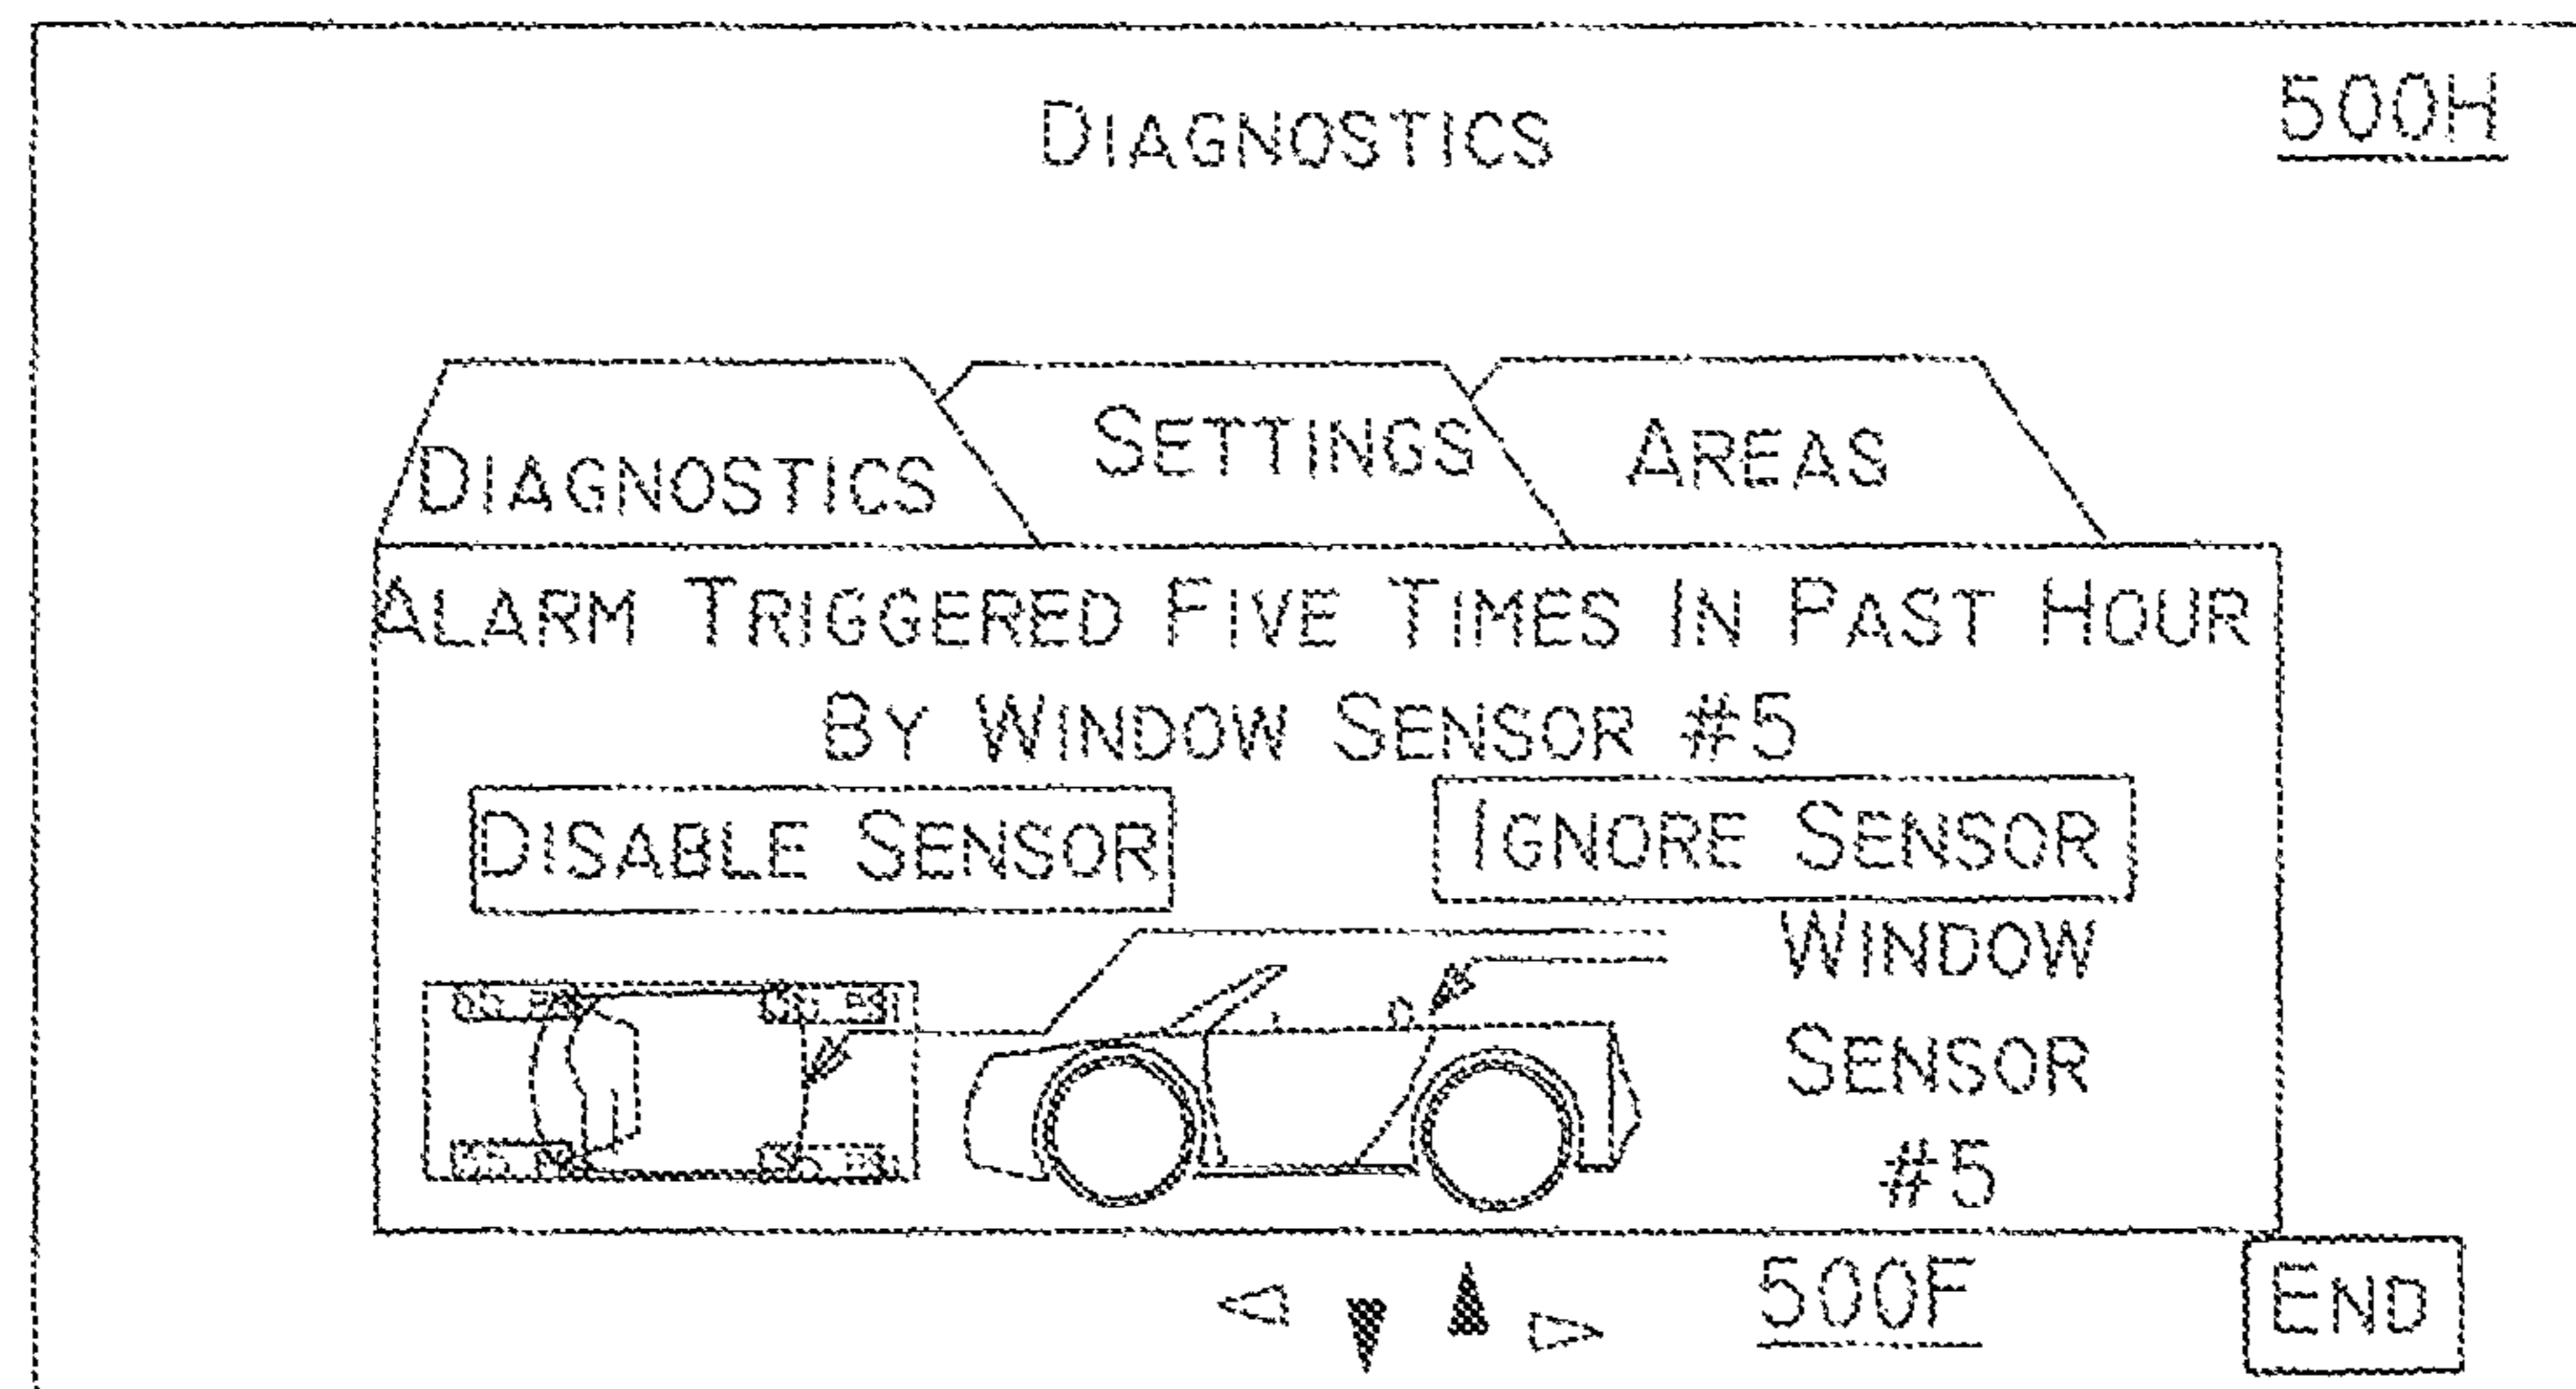 500H
DIAGNOSTICS
DIAGNOSTICS
SETTINGS
AREAS
ALARM TRIGGERED FIVE TIMES IN PAST HOUR
BY WINDOW SENSOR #5
DISABLE SENSOR
IGNORE SENSOR
WINDOW
SENSOR
#5
500F
END